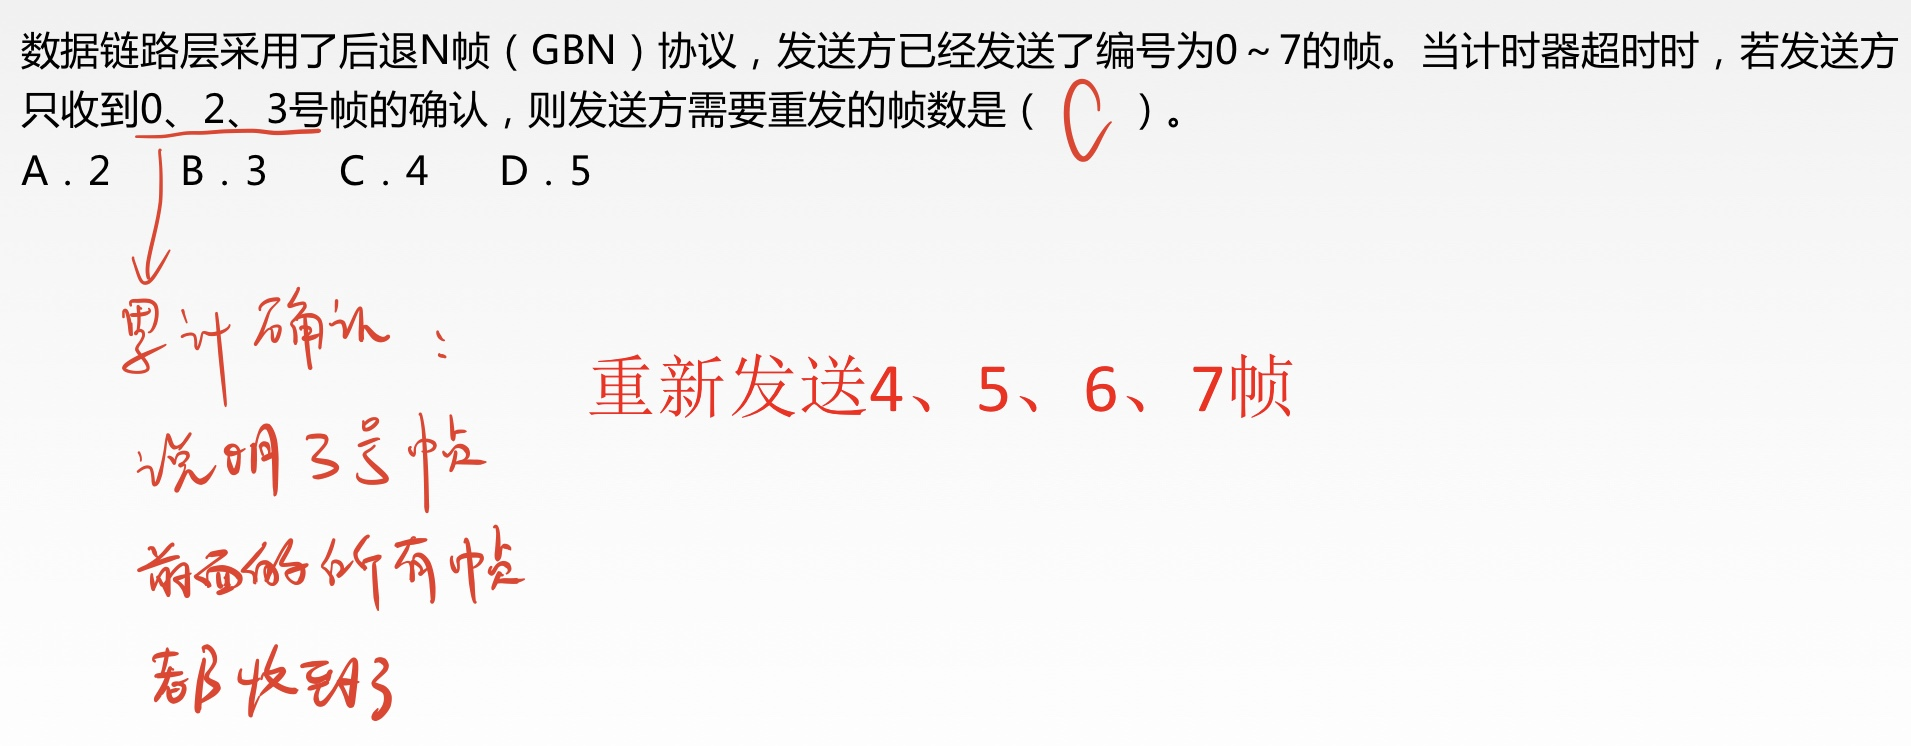 数据链路层采用了后退N帧（GBN）协议，发送方已经发送了编号为0～7的帧。当计时器超时时，若发送方
只收到0、2、3号帧的确认，则发送方需要重发的帧数是（ C ）。
A．2 B．3 C．4 D．5
累计确认：
重新发送4、5、6、7帧
说明3号帧
前面的所有帧
都收到了